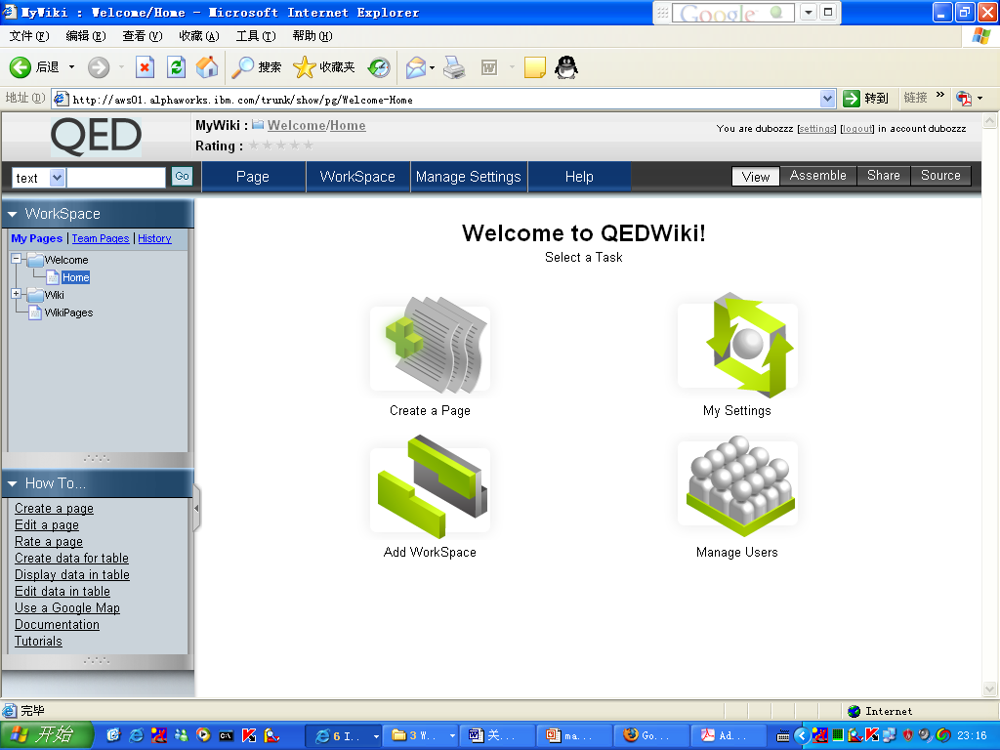 MyWiki : Welcome/Home - Microsoft Internet Explorer
Google
文件(F) 编辑(E) 查看(V) 收藏(A) 工具(T) 帮助(H)
后退 搜索 收藏夹
地址(D) http://aws01.alphaworks.ibm.com/trunk/show/pg/Welcome-Home 转到 链接 »
QED
MyWiki : Welcome/Home
Rating :
You are dubozzz [settings] [logout] in account dubozzz
text Go Page WorkSpace Manage Settings Help View Assemble Share Source
WorkSpace
My Pages | Team Pages | History
Welcome
Home
Wiki
WikiPages
How To...
Create a page
Edit a page
Rate a page
Create data for table
Display data in table
Edit data in table
Use a Google Map
Documentation
Tutorials
Welcome to QEDWiki!
Select a Task
Create a Page My Settings
Add WorkSpace Manage Users
完毕 Internet
开始 6 I... 3 W... 关... ma... Go... Ad... 23:16